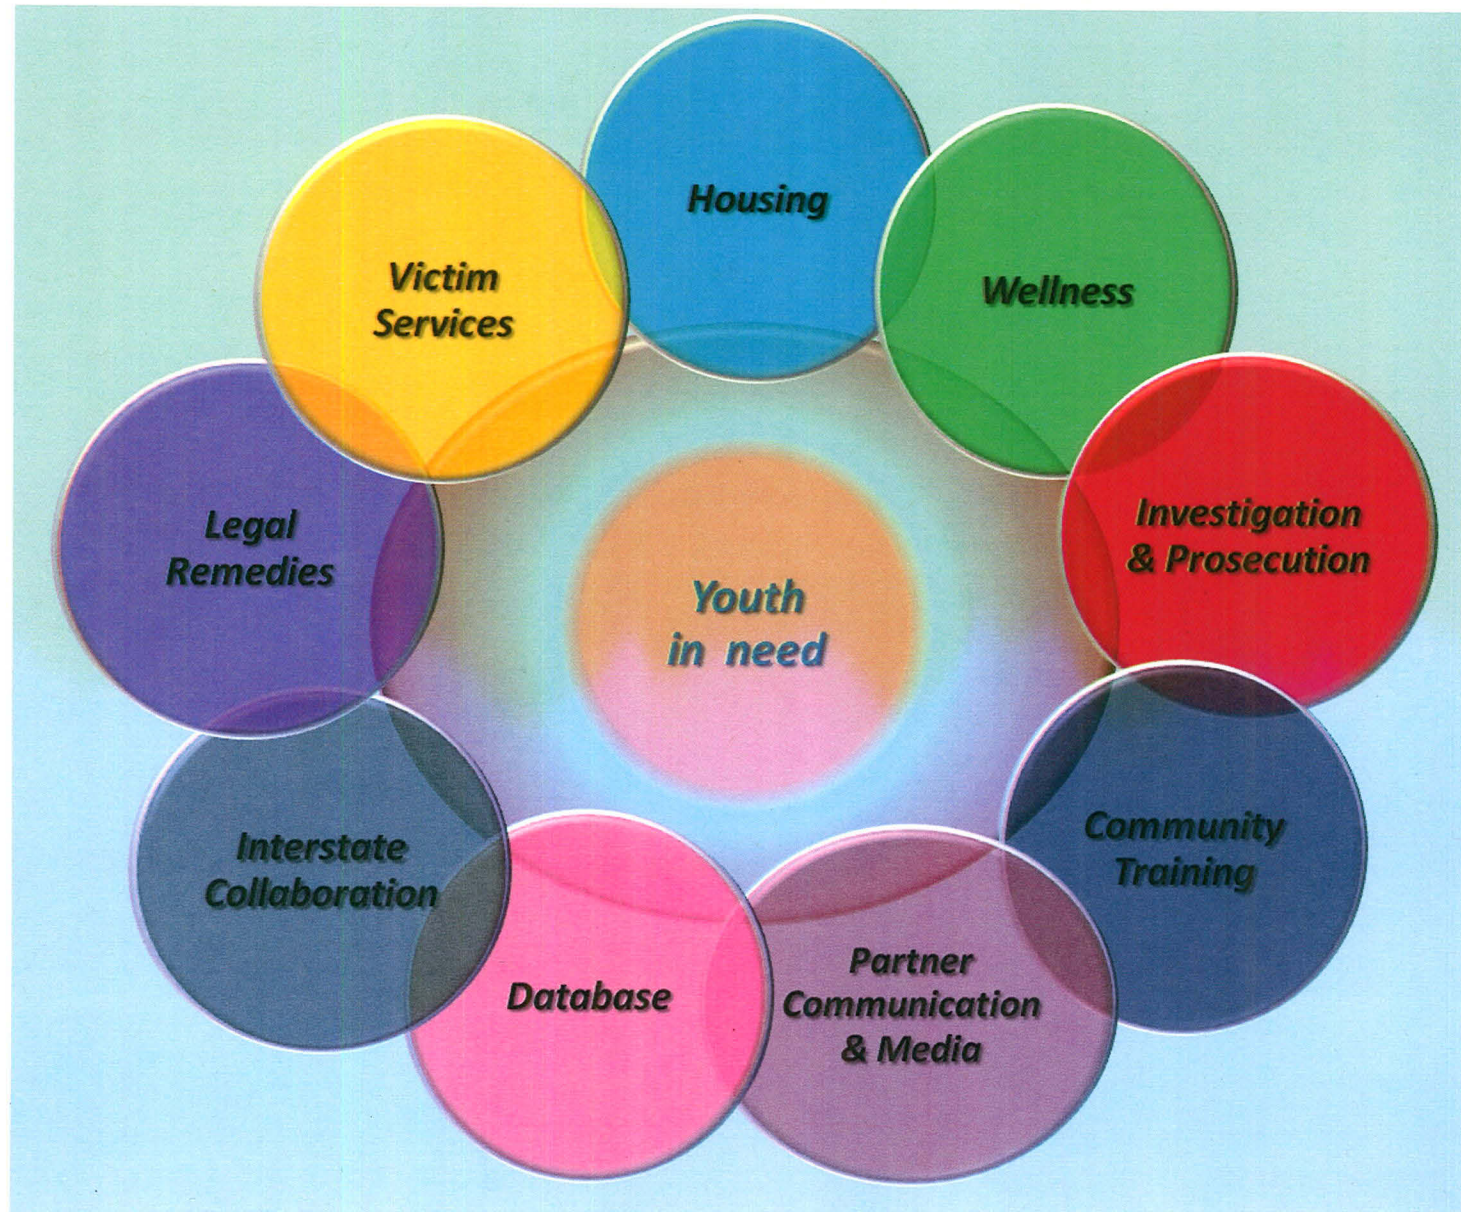 Housing
Wellness
Investigation
& Prosecution
Community
Training
Partner
Communication
& Media
Database
Interstate
Collaboration
Legal
Remedies
Victim
Services
Youth
in need